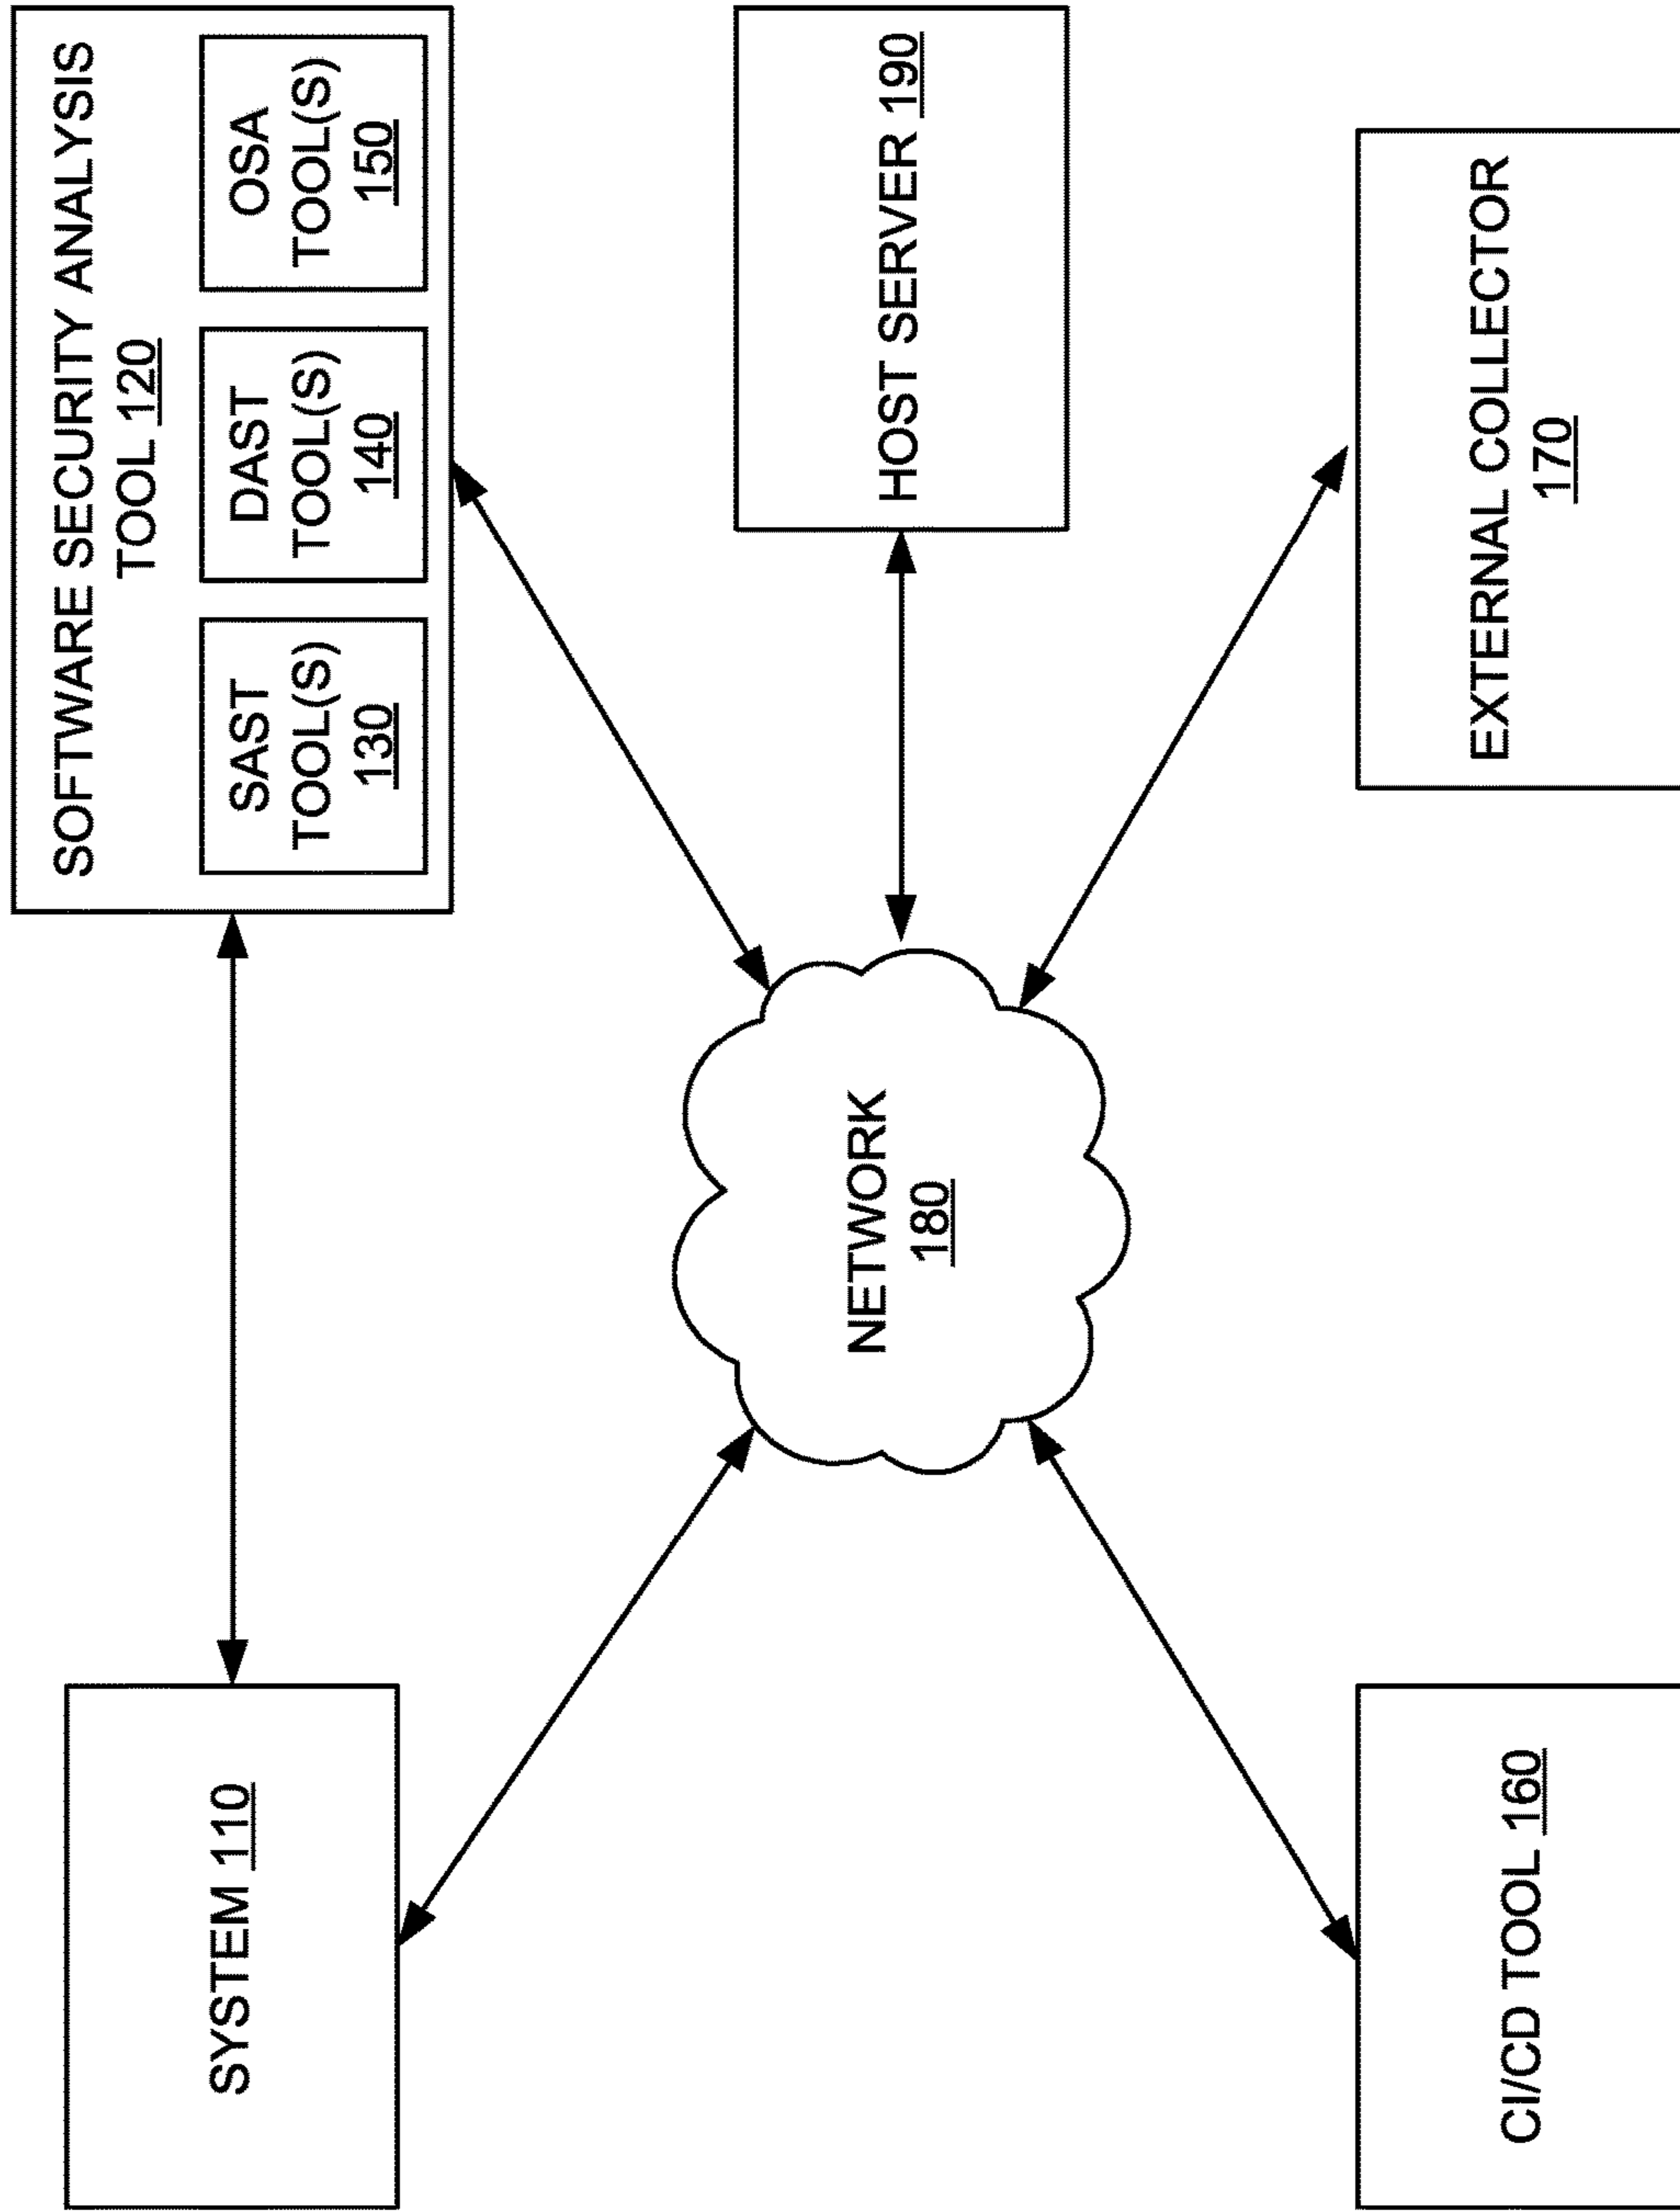 SYSTEM 110
SOFTWARE SECURITY ANALYSIS
TOOL 120
SAST
TOOL(S)
130
DAST
TOOL(S)
140
OSA
TOOL(S)
150
NETWORK
180
HOST SERVER 190
CI/CD TOOL 160
EXTERNAL COLLECTOR
170